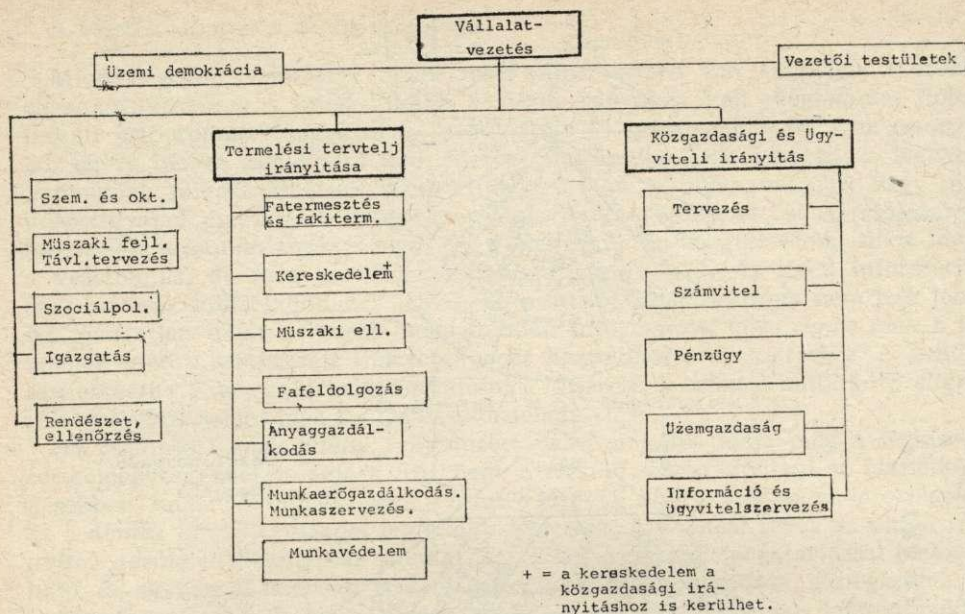 Vállalat-
vezetés
Üzemi demokrácia
Vezetői testületek
Termelési tervtelj
irányitása
Közgazdasági és Ügy-
viteli irányitás
Szem. és okt.
Müszaki fejl.
Távl.tervezés
Szociálpol.
Igazgatás
Rendészet,
ellenőrzés
Fatermesztés
és fakiterm.
Kereskedelem+
Müszaki ell.
Fafeldolgozás
Anyaggazdál-
kodás
Munkaerőgazdálkodás.
Munkaszervezés.
Munkavédelem
Tervezés
Számvitel
Pénzügy
Üzemgazdaság
Információ és
ügyvitelszervezés
+ = a kereskedelem a
közgazdasági irá-
nyitáshoz is kerülhet.